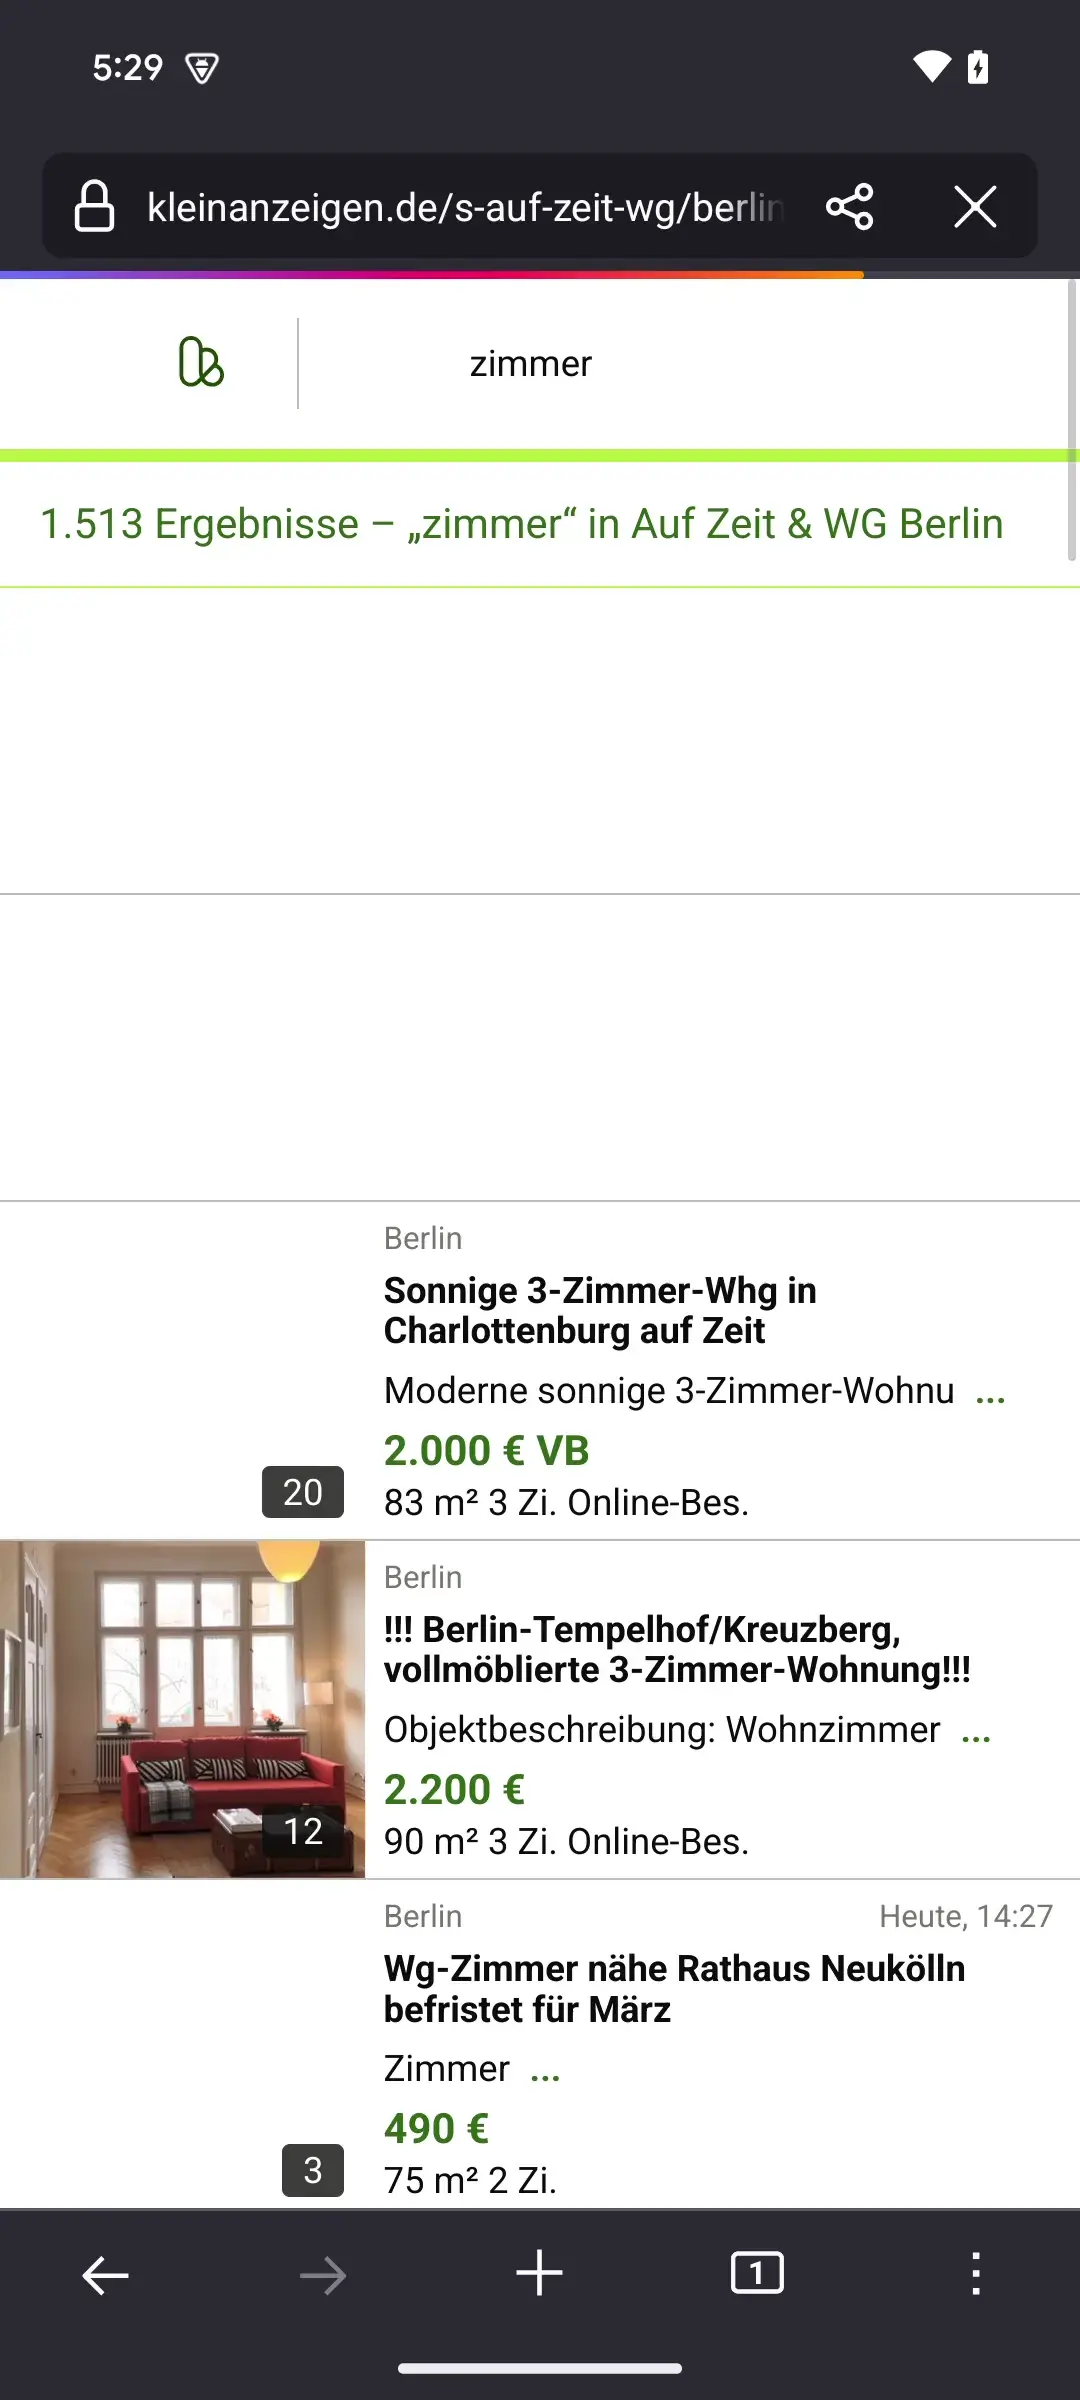 5:29
kleinanzeigen.de/s-auf-zeit-wg/berlin
zimmer
1.513 Ergebnisse – „zimmer“ in Auf Zeit & WG Berlin
Berlin
Sonnige 3-Zimmer-Whg in
Charlottenburg auf Zeit
Moderne sonnige 3-Zimmer-Wohnu ...
2.000 € VB
20
83 m² 3 Zi. Online-Bes.
Berlin
!!! Berlin-Tempelhof/Kreuzberg,
vollmöblierte 3-Zimmer-Wohnung!!!
Objektbeschreibung: Wohnzimmer ...
2.200 €
12
90 m² 3 Zi. Online-Bes.
Berlin Heute, 14:27
Wg-Zimmer nähe Rathaus Neukölln
befristet für März
Zimmer ...
490 €
3
75 m² 2 Zi.
1